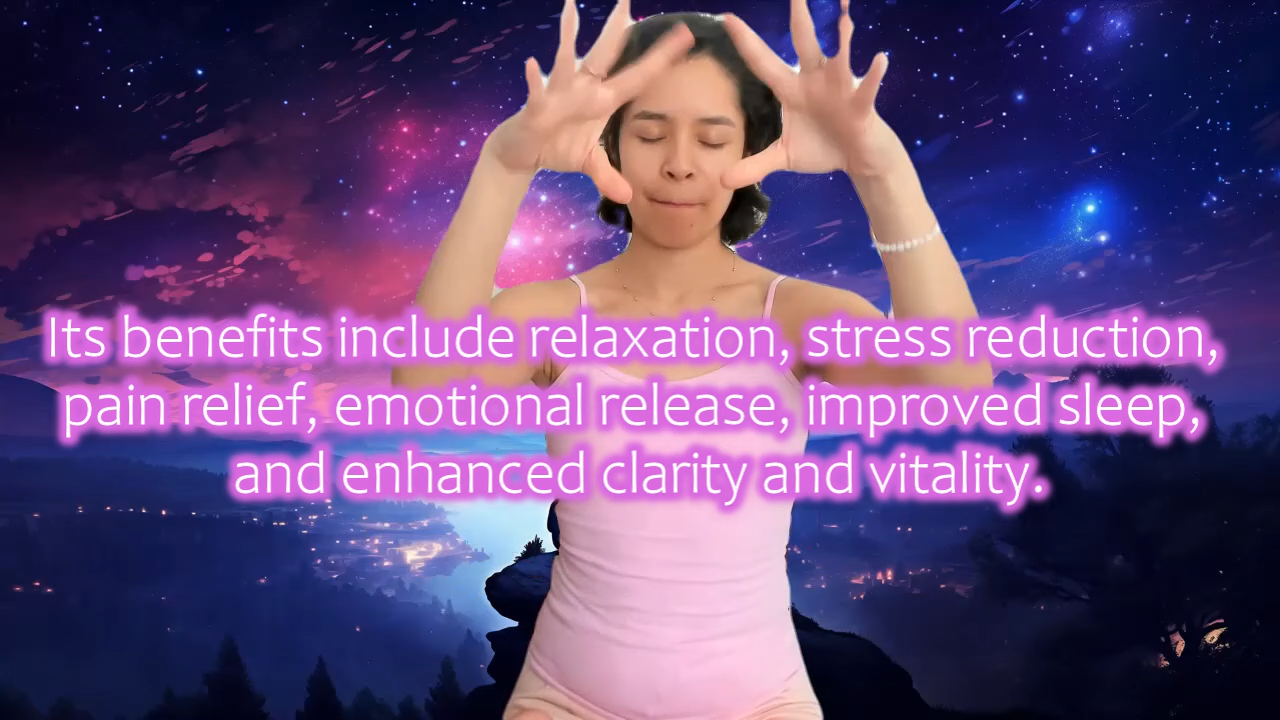 Its benefits include relaxation, stress reduction,
pain relief, emotional release, improved sleep,
and enhanced clarity and vitality.